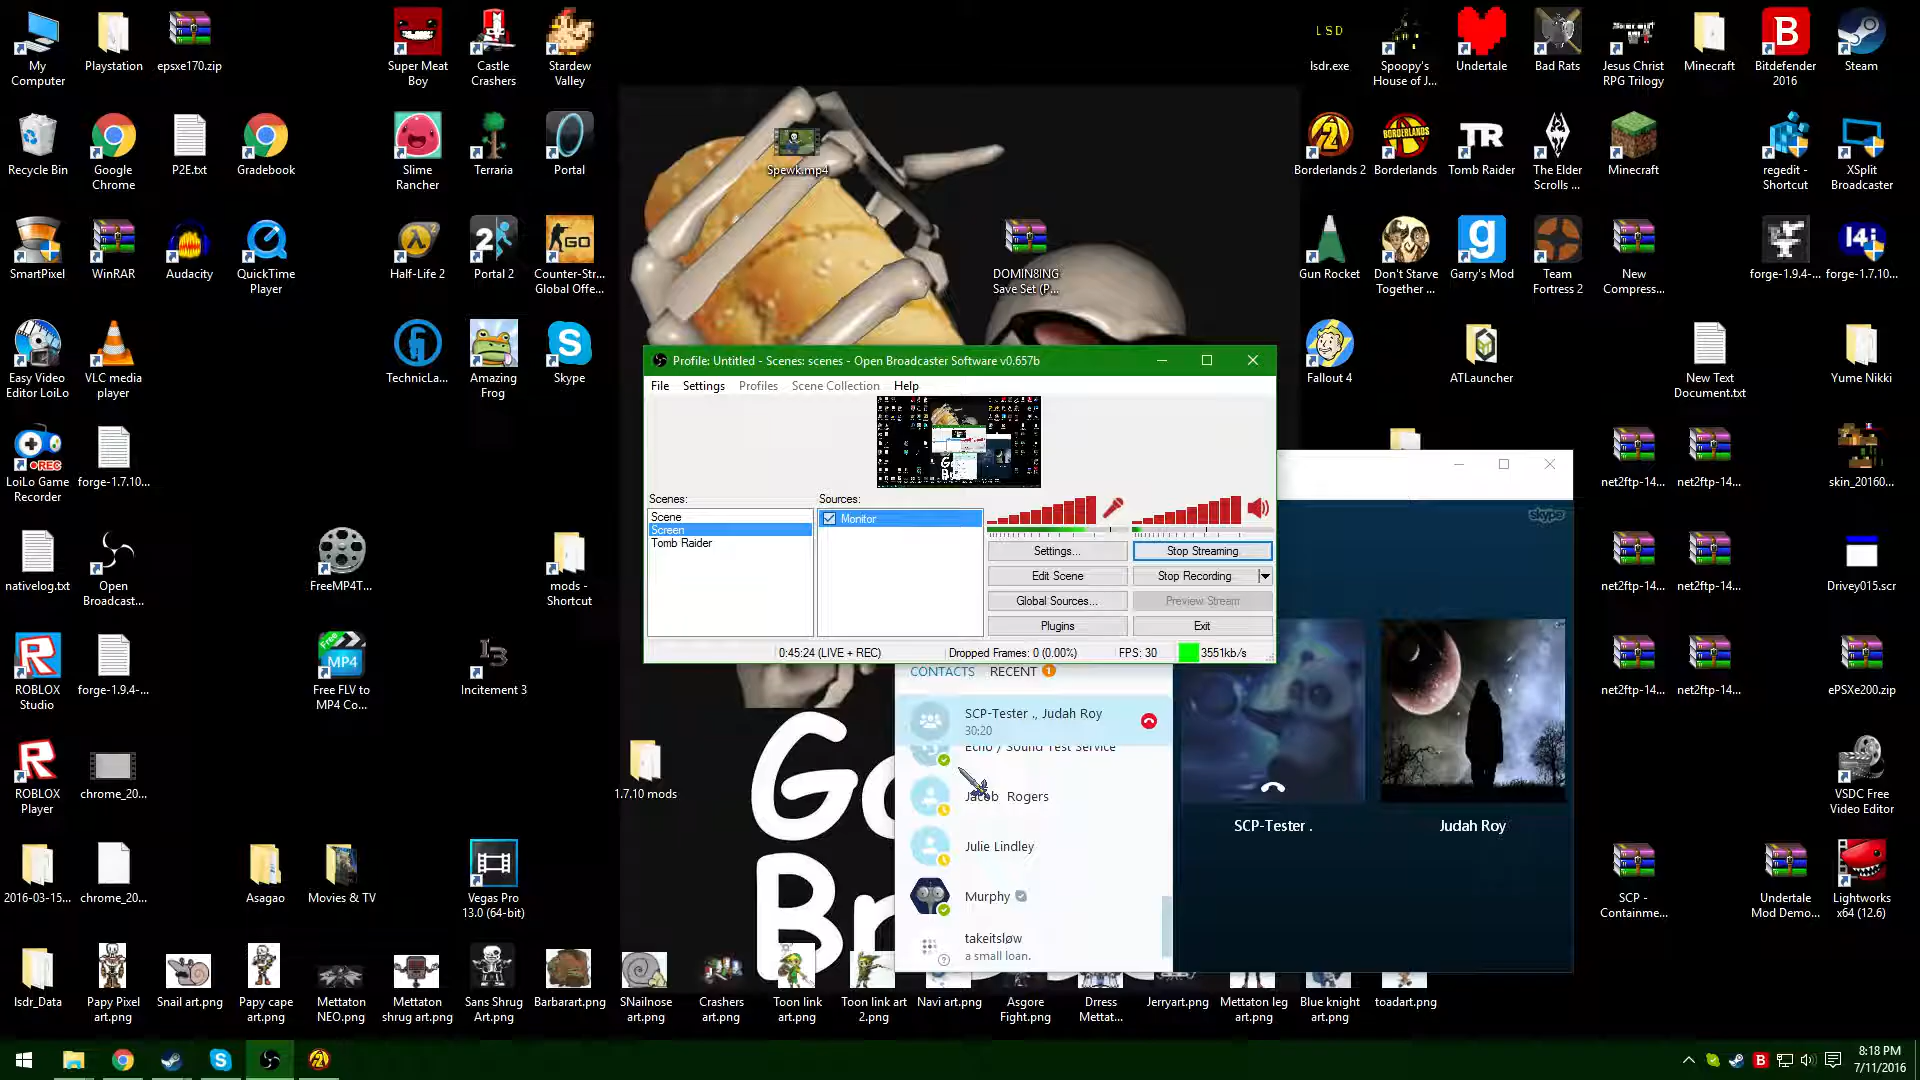 My Computer
Playstation
epsxe170.zip
Super Meat Boy
Castle Crashers
Stardew Valley
LSD
lsdr.exe
Spoopy's House of J...
Undertale
Bad Rats
Jesus Christ RPG Trilogy
Minecraft
Bitdefender 2016
Steam
Recycle Bin
Google Chrome
P2E.txt
Gradebook
Slime Rancher
Terraria
Portal
Spewk.mp4
Borderlands 2
Borderlands
Tomb Raider
The Elder Scrolls ...
Minecraft
regedit - Shortcut
XSplit Broadcaster
SmartPixel
WinRAR
Audacity
QuickTime Player
Half-Life 2
Portal 2
Counter-Str... Global Offe...
DOMIN8ING Save Set (P...
Gun Rocket
Don't Starve Together ...
Garry's Mod
Team Fortress 2
New Compress...
forge-1.9.4-...
forge-1.7.10...
Easy Video Editor LoiLo
VLC media player
TechnicLa...
Amazing Frog
Skype
Fallout 4
ATLauncher
New Text Document.txt
Yume Nikki
Profile: Untitled - Scenes: scenes - Open Broadcaster Software v0.657b
File Settings Profiles Scene Collection Help
Scenes:
Scene
Screen
Tomb Raider
Sources:
Monitor
Settings...
Stop Streaming
Edit Scene
Stop Recording
Global Sources...
Preview Stream
Plugins
Exit
0:45:24 (LIVE + REC)
Dropped Frames: 0 (0.00%)
FPS: 30
3551kb/s
LoiLo Game Recorder
forge-1.7.10...
net2ftp-14...
net2ftp-14...
skin_20160...
nativelog.txt
Open Broadcast...
FreeMP4T...
mods - Shortcut
skype
net2ftp-14...
net2ftp-14...
Drivey015.scr
ROBLOX Studio
forge-1.9.4-...
Free FLV to MP4 Co...
Incitement 3
net2ftp-14...
net2ftp-14...
ePSXe200.zip
CONTACTS RECENT 1
SCP-Tester ., Judah Roy
30:20
Echo / Sound Test Service
Jacob Rogers
Julie Lindley
Murphy
takeitsløw
a small loan.
SCP-Tester .
Judah Roy
ROBLOX Player
chrome_20...
1.7.10 mods
VSDC Free Video Editor
2016-03-15...
chrome_20...
Asagao
Movies & TV
Vegas Pro 13.0 (64-bit)
SCP - Containme...
Undertale Mod Demo...
Lightworks x64 (12.6)
lsdr_Data
Papy Pixel art.png
Snail art.png
Papy cape art.png
Mettaton NEO.png
Mettaton shrug art.png
Sans Shrug Art.png
Barbarart.png
SNailnose art.png
Crashers art.png
Toon link art.png
Toon link art 2.png
Navi art.png
Asgore Fight.png
Drress Mettat...
Jerryart.png
Mettaton leg art.png
Blue knight art.png
toadart.png
8:18 PM
7/11/2016